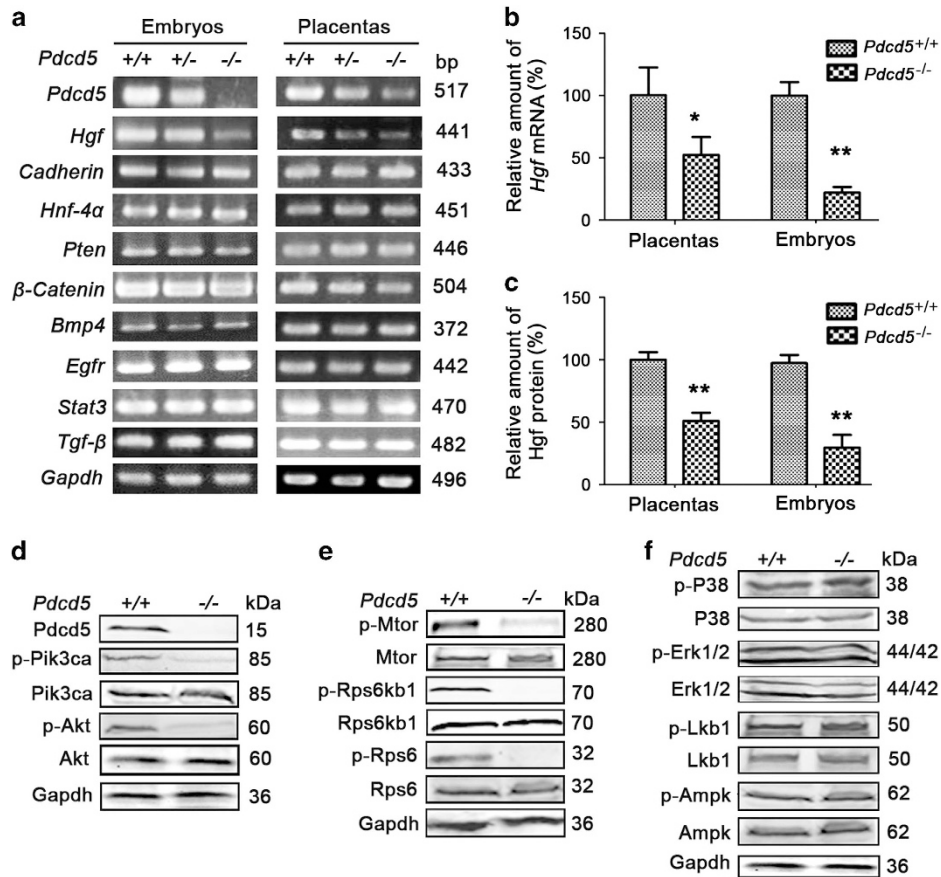 a
Embryos Placentas
Pdcd5 +/+ +/- -/- +/+ +/- -/- bp
Pdcd5 517
Hgf 441
Cadherin 433
Hnf-4α 451
Pten 446
β-Catenin 504
Bmp4 372
Egfr 442
Stat3 470
Tgf-β 482
Gapdh 496
b
Relative amount of
Hgf mRNA (%)
150
100
50
0
Pdcd5+/+
Pdcd5-/-
*
**
Placentas Embryos
c
Relative amount of
Hgf protein (%)
150
100
50
0
Pdcd5+/+
Pdcd5-/-
**
**
Placentas Embryos
d
Pdcd5 +/+ -/- kDa
Pdcd5 15
p-Pik3ca 85
Pik3ca 85
p-Akt 60
Akt 60
Gapdh 36
e
Pdcd5 +/+ -/- kDa
p-Mtor 280
Mtor 280
p-Rps6kb1 70
Rps6kb1 70
p-Rps6 32
Rps6 32
Gapdh 36
f
Pdcd5 +/+ -/- kDa
p-P38 38
P38 38
p-Erk1/2 44/42
Erk1/2 44/42
p-Lkb1 50
Lkb1 50
p-Ampk 62
Ampk 62
Gapdh 36